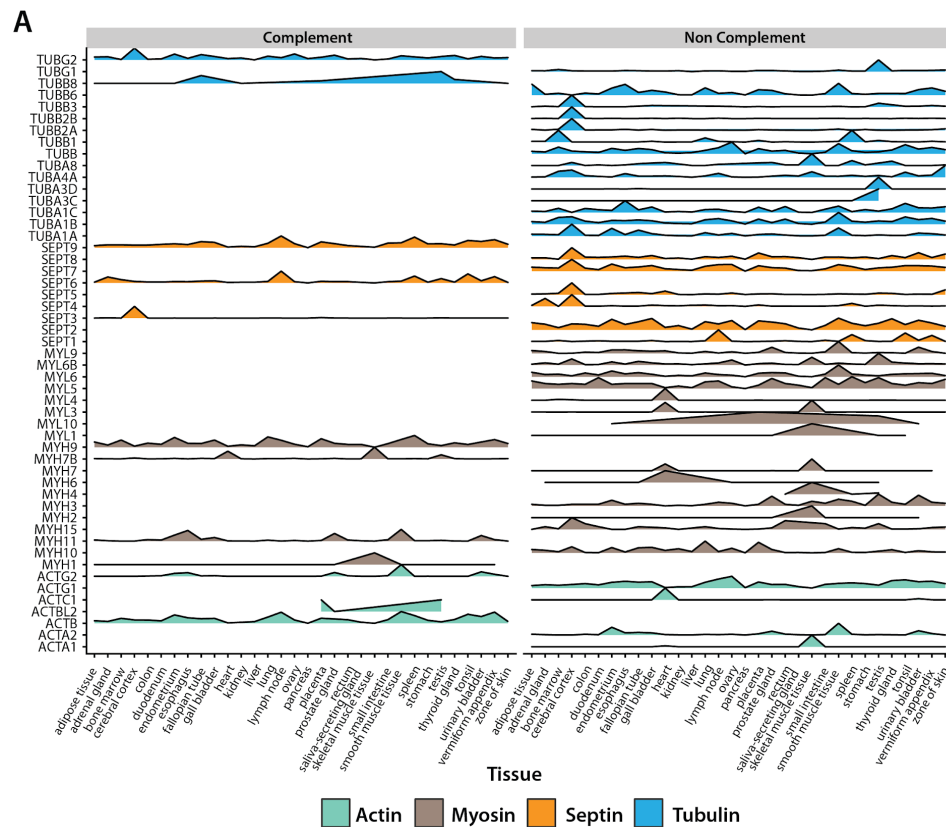 A
Complement Non Complement
TUBG2
TUBG1
TUBB8
TUBB6
TUBB3
TUBB2B
TUBB2A
TUBB1
TUBB
TUBA8
TUBA4A
TUBA3D
TUBA3C
TUBA1C
TUBA1B
TUBA1A
SEPT9
SEPT8
SEPT7
SEPT6
SEPT5
SEPT4
SEPT3
SEPT2
SEPT1
MYL9
MYL6B
MYL6
MYL5
MYL4
MYL3
MYL10
MYL1
MYH9
MYH7B
MYH7
MYH6
MYH4
MYH3
MYH2
MYH15
MYH11
MYH10
MYH1
ACTG2
ACTG1
ACTC1
ACTBL2
ACTB
ACTA2
ACTA1
adipose tissue
adrenal gland
bone marrow
cerebral cortex
colon
duodenum
endometrium
esophagus
fallopian tube
gall bladder
heart
kidney
liver
lung
lymph node
ovary
pancreas
placenta
prostate gland
rectum
saliva-secreting gland
skeletal muscle tissue
small intestine
smooth muscle tissue
spleen
stomach
testis
thyroid gland
tonsil
urinary bladder
vermiform appendix
zone of skin
adipose tissue
adrenal gland
bone marrow
cerebral cortex
colon
duodenum
endometrium
esophagus
fallopian tube
gall bladder
heart
kidney
liver
lung
lymph node
ovary
pancreas
placenta
prostate gland
rectum
saliva-secreting gland
skeletal muscle tissue
small intestine
smooth muscle tissue
spleen
stomach
testis
thyroid gland
tonsil
urinary bladder
vermiform appendix
zone of skin
Tissue
Actin Myosin Septin Tubulin